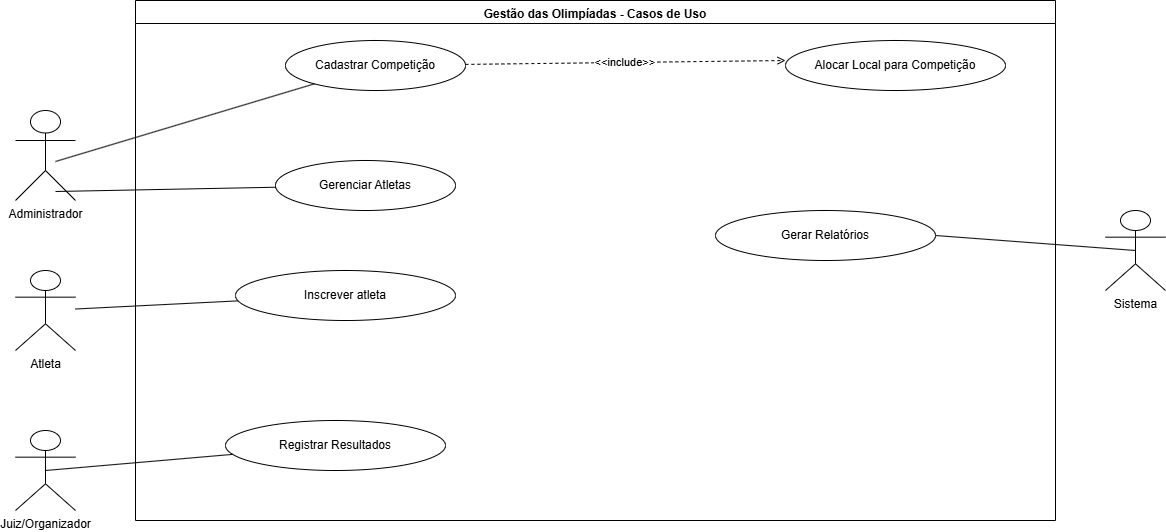 Gestão das Olimpíadas - Casos de Uso
Cadastrar Competição
<<include>>
Alocar Local para Competição
Gerenciar Atletas
Administrador
Gerar Relatórios
Inscrever atleta
Sistema
Atleta
Registrar Resultados
Juiz/Organizador